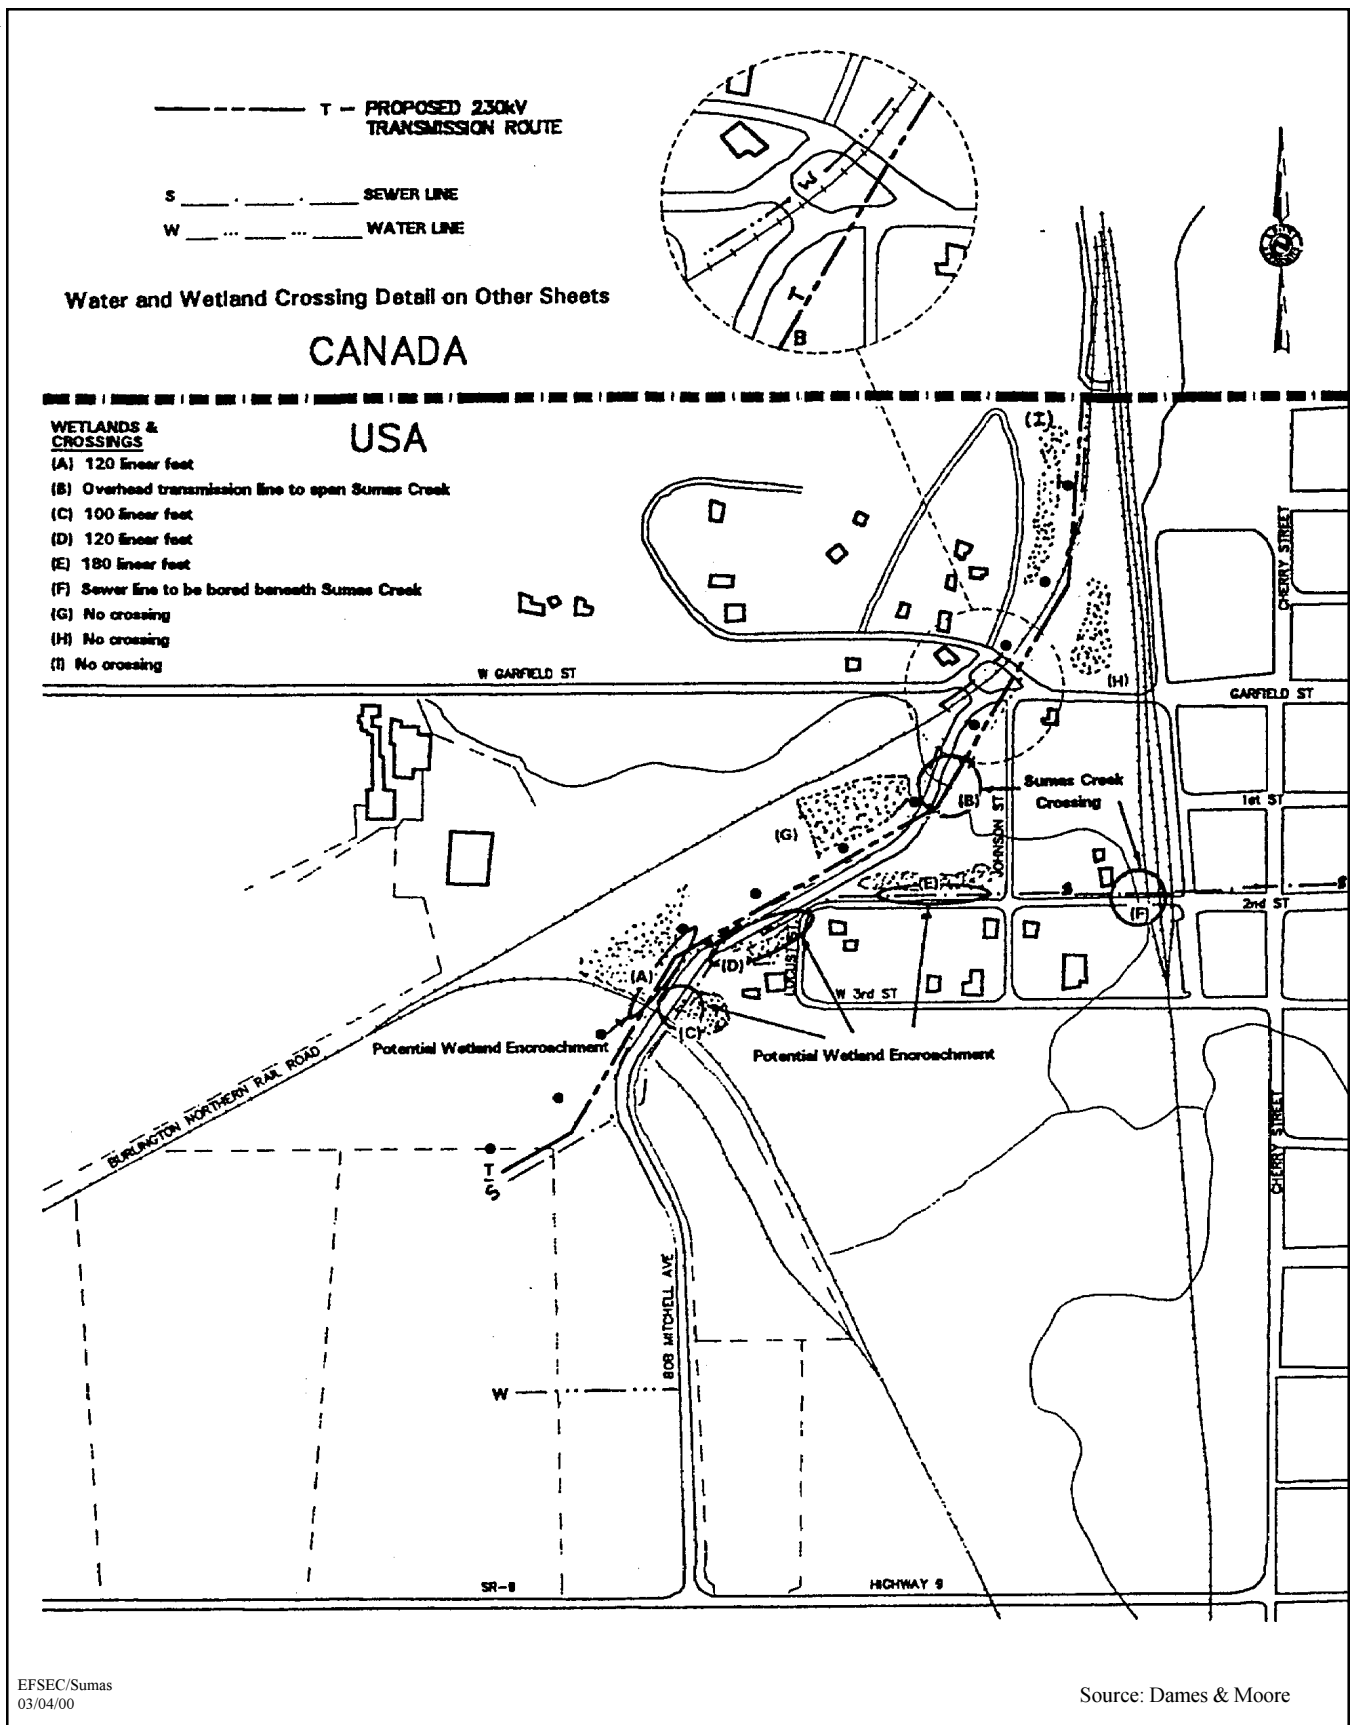 T - PROPOSED 230kV
TRANSMISSION ROUTE
S SEWER LINE
W WATER LINE
Water and Wetland Crossing Detail on Other Sheets
CANADA
W
T
B
WETLANDS &
CROSSINGS
USA
(A) 120 linear feet
(B) Overhead transmission line to span Sumas Creek
(C) 100 linear feet
(D) 120 linear feet
(E) 180 linear feet
(F) Sewer line to be bored beneath Sumas Creek
(G) No crossing
(H) No crossing
(I) No crossing
(I)
CHERRY STREET
W GARFIELD ST
(H)
GARFIELD ST
Sumas Creek
Crossing
(B)
1st ST
JOHNSON ST
(G)
(E)
S
S
2nd ST
(F)
(A)
(D)
LOCUST ST
W 3rd ST
(C)
Potential Wetland Encroachment
Potential Wetland Encroachment
BURLINGTON NORTHERN RAIL ROAD
CHERRY STREET
T
S
808 MITCHELL AVE
W
SR-9
HIGHWAY 9
EFSEC/Sumas
03/04/00
Source: Dames & Moore